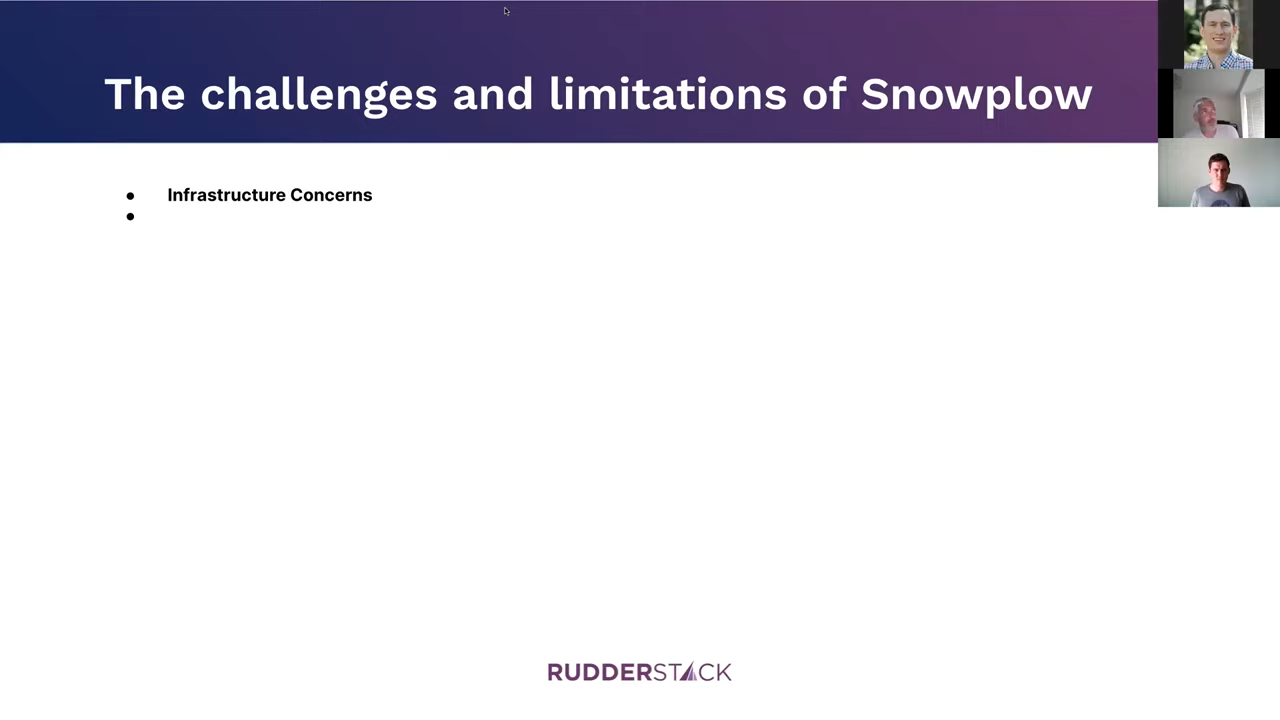 The challenges and limitations of Snowplow
● Infrastructure Concerns
●
RUDDERSTACK